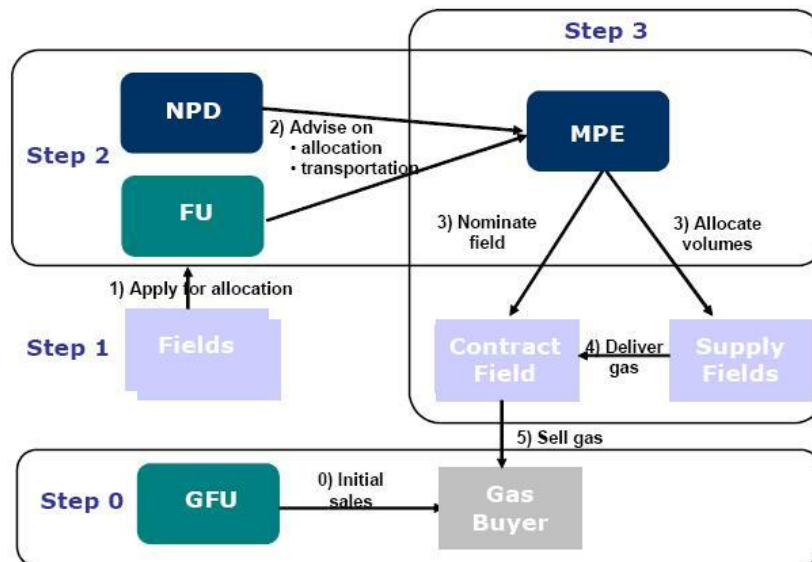 Step 3
NPD
MPE
2) Advise on
• allocation
• transportation
Step 2
FU
3) Nominate
field
3) Allocate
volumes
1) Apply for allocation
Step 1
Fields
Contract
Field
4) Deliver
gas
Supply
Fields
5) Sell gas
Step 0
GFU
0) Initial
sales
Gas
Buyer